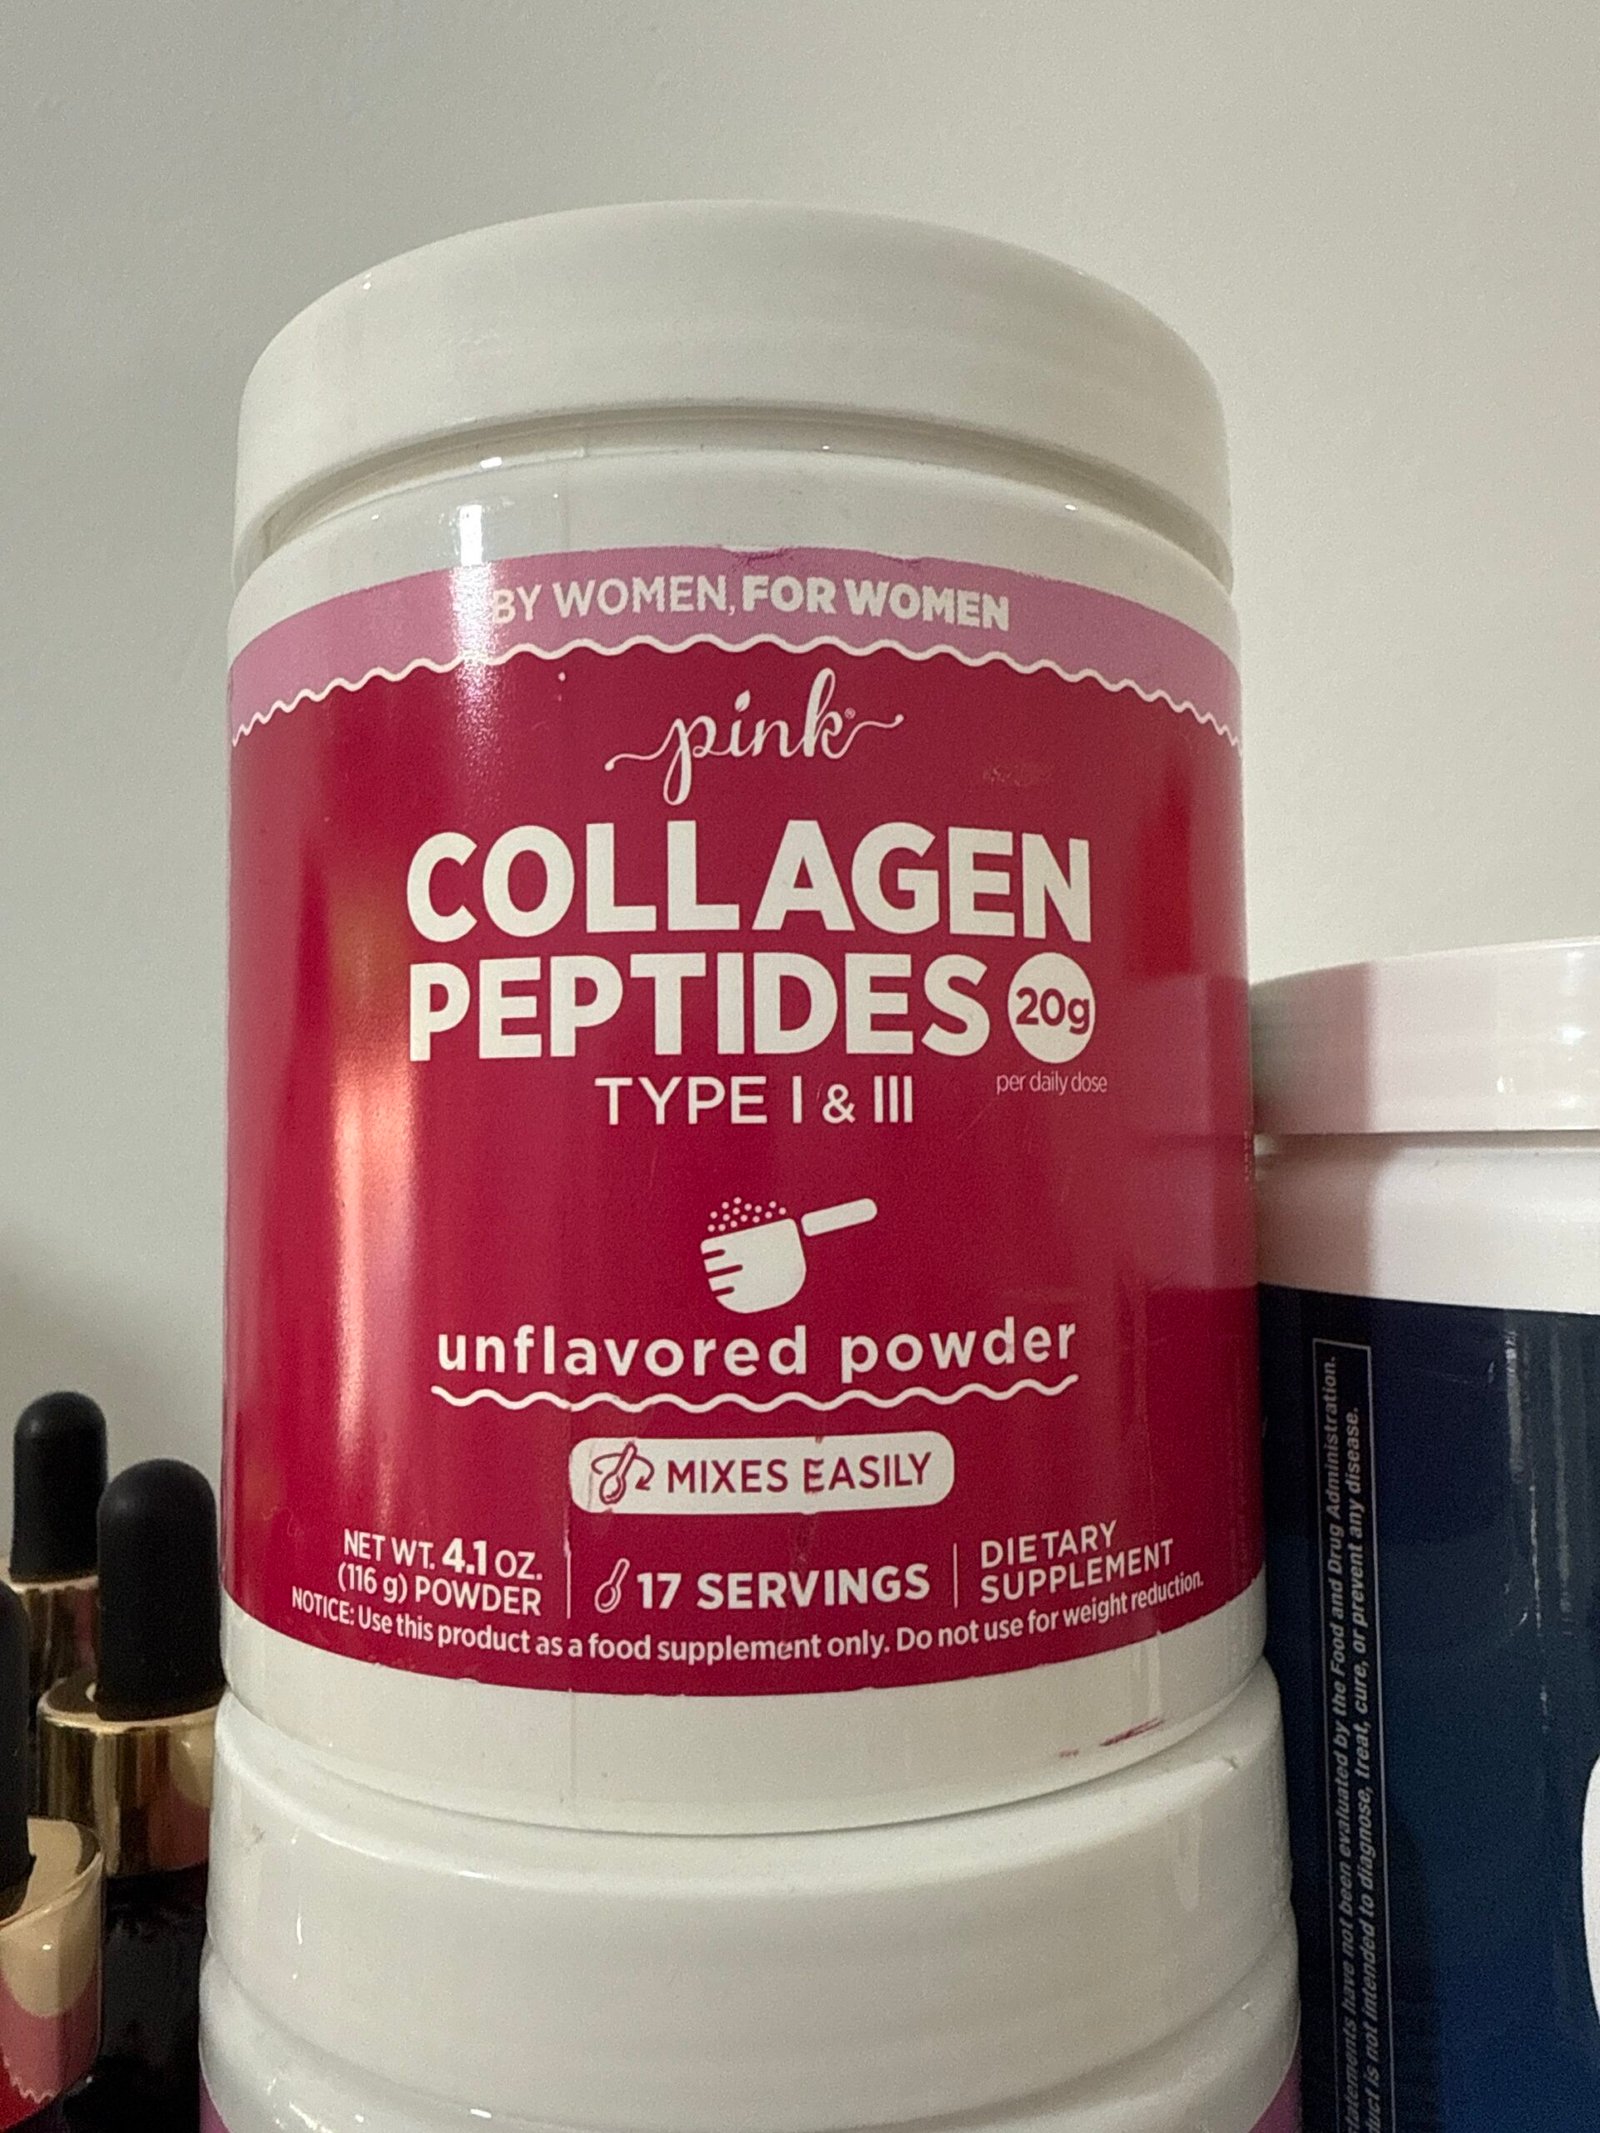 BY WOMEN, FOR WOMEN
pink®
COLLAGEN
PEPTIDES 20g
per daily dose
TYPE I & III
unflavored powder
MIXES EASILY
NET WT. 4.1 OZ.
(116 g) POWDER
17 SERVINGS
DIETARY
SUPPLEMENT
NOTICE: Use this product as a food supplement only. Do not use for weight reduction.
statements have not been evaluated by the Food and Drug Administration.
is not intended to diagnose, treat, cure, or prevent any disease.